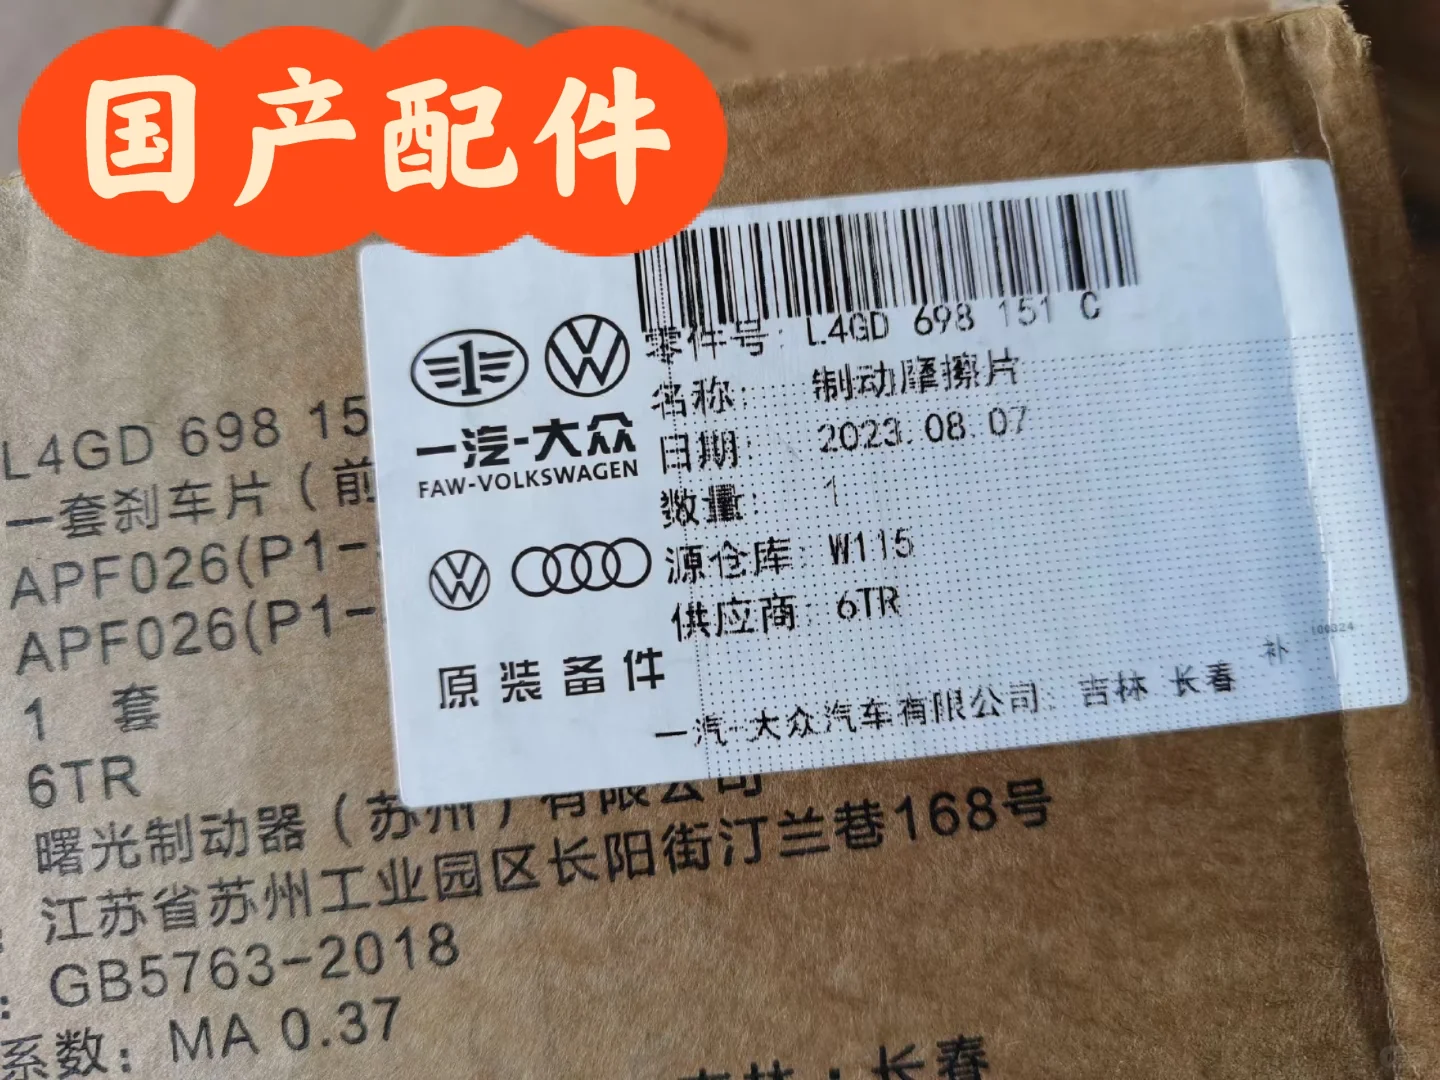 国产配件
零件号: L4GD 698 151 C
名称: 制动摩擦片
日期: 2023.08.07
数量: 1
源仓库: W115
供应商: 6TR
一汽-大众
FAW-VOLKSWAGEN
原装备件
一汽-大众汽车有限公司: 吉林 长春 补
L4GD 698 15
一套刹车片（前
APF026(P1-
APF026(P1-
1 套
6TR
曙光制动器（苏州）有限公司
江苏省苏州工业园区长阳街汀兰巷168号
: GB5763-2018
系数: MA 0.37
吉林: 长春